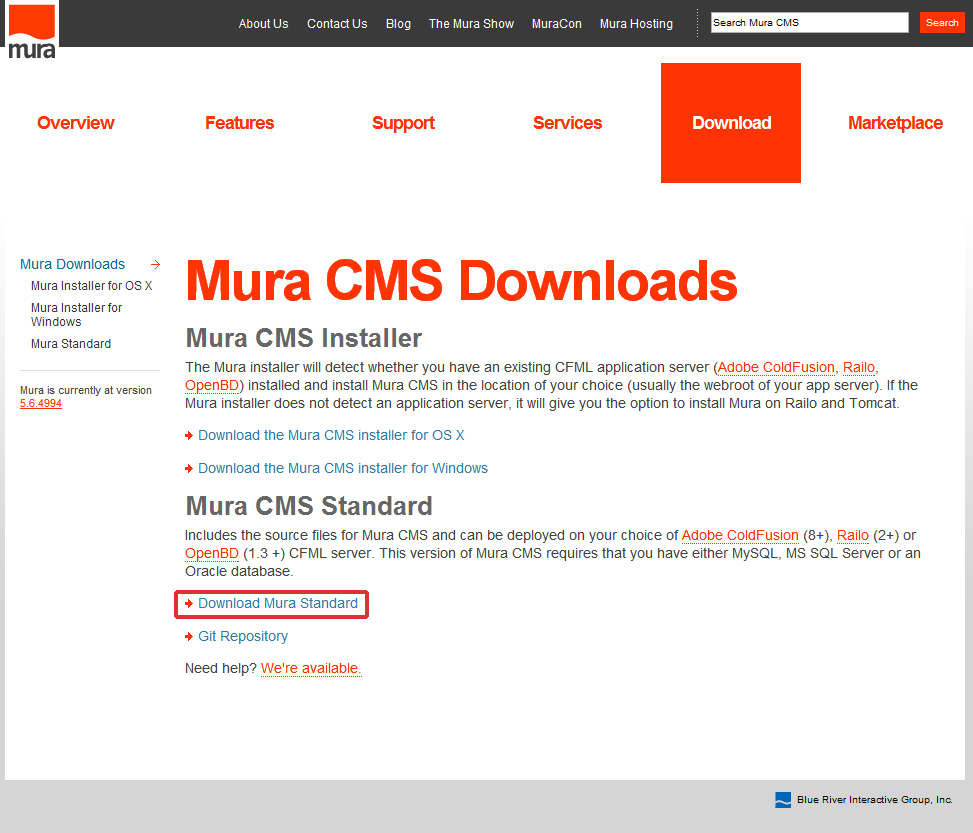 About Us Contact Us Blog The Mura Show MuraCon Mura Hosting Search Mura CMS Search
mura
Overview Features Support Services Download Marketplace
Mura Downloads
Mura Installer for OS X
Mura Installer for
Windows
Mura Standard
Mura is currently at version
5.6.4994
Mura CMS Downloads
Mura CMS Installer
The Mura installer will detect whether you have an existing CFML application server (Adobe ColdFusion, Railo,
OpenBD) installed and install Mura CMS in the location of your choice (usually the webroot of your app server). If the
Mura installer does not detect an application server, it will give you the option to install Mura on Railo and Tomcat.
Download the Mura CMS installer for OS X
Download the Mura CMS installer for Windows
Mura CMS Standard
Includes the source files for Mura CMS and can be deployed on your choice of Adobe ColdFusion (8+), Railo (2+) or
OpenBD (1.3 +) CFML server. This version of Mura CMS requires that you have either MySQL, MS SQL Server or an
Oracle database.
Download Mura Standard
Git Repository
Need help? We're available.
Blue River Interactive Group, Inc.